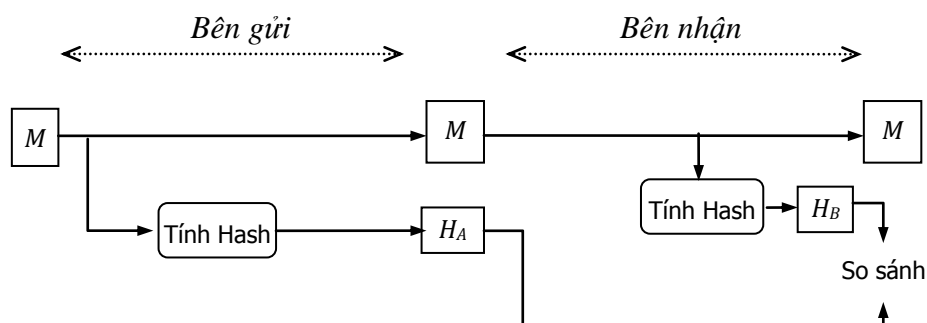 Bên gửi Bên nhận
M M M
Tính Hash H_A Tính Hash H_B
So sánh